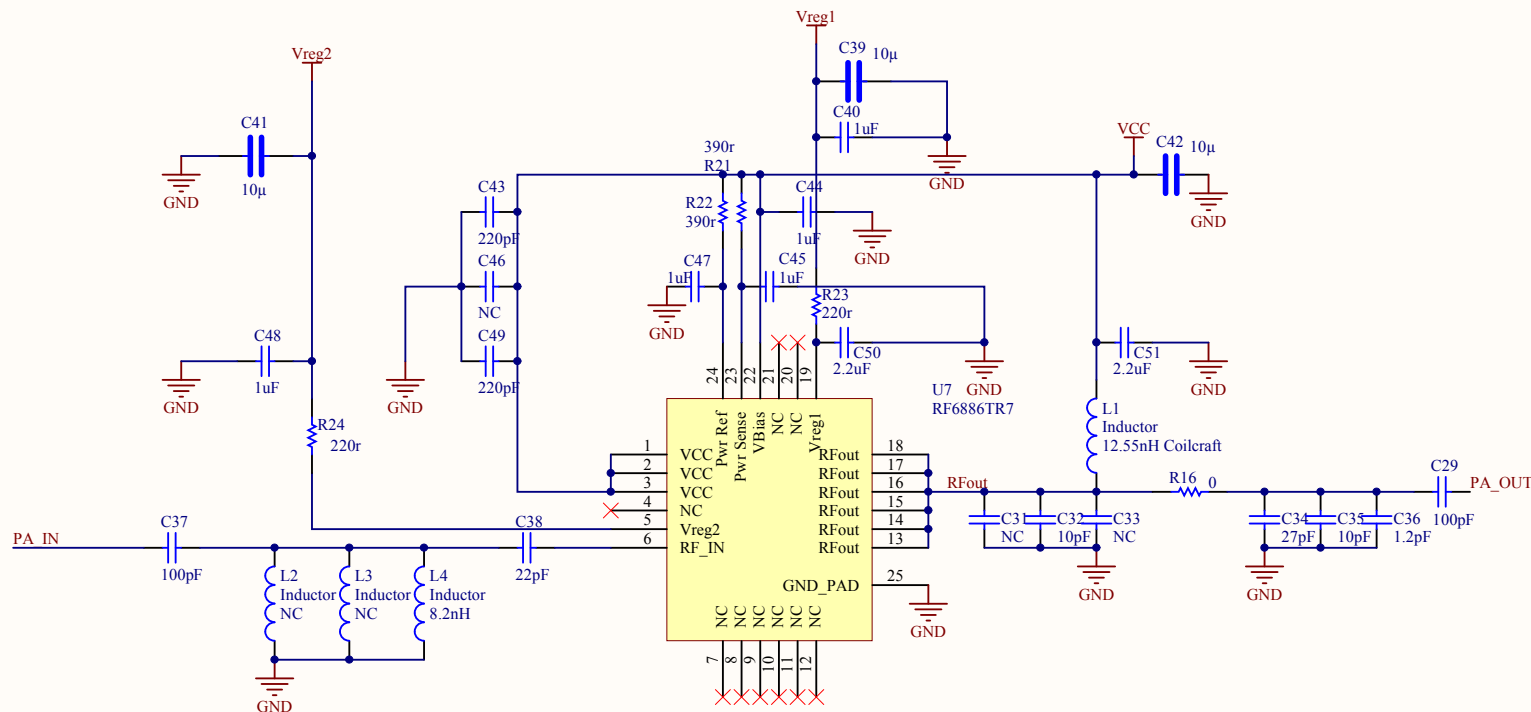 Vreg1
Vreg2
C39
10µ
C40
1uF
C41
10µ
GND
GND
VCC
C42
10µ
GND
390r
R21
R22
390r
C43
220pF
C44
1uF
GND
C46
NC
C47
1uF
GND
C45
1uF
R23
220r
C48
1uF
GND
C49
220pF
GND
C50
2.2uF
GND
C51
2.2uF
GND
U7
RF6886TR7
R24
220r
L1
Inductor
12.55nH Coilcraft
24
23
22
21
20
19
Pwr Ref
Pwr Sense
VBias
NC
NC
Vreg1
1
VCC
2
VCC
3
VCC
4
NC
5
Vreg2
6
RF_IN
RFout
18
RFout
17
RFout
16
RFout
15
RFout
14
RFout
13
GND_PAD
25
GND
NC
NC
NC
NC
NC
NC
7
8
9
10
11
12
PA_IN
C37
100pF
L2
Inductor
NC
L3
Inductor
NC
L4
Inductor
8.2nH
GND
C38
22pF
RFout
C31
NC
C32
10pF
C33
NC
GND
R16
0
C34
27pF
C35
10pF
C36
1.2pF
GND
C29
100pF
PA_OUT